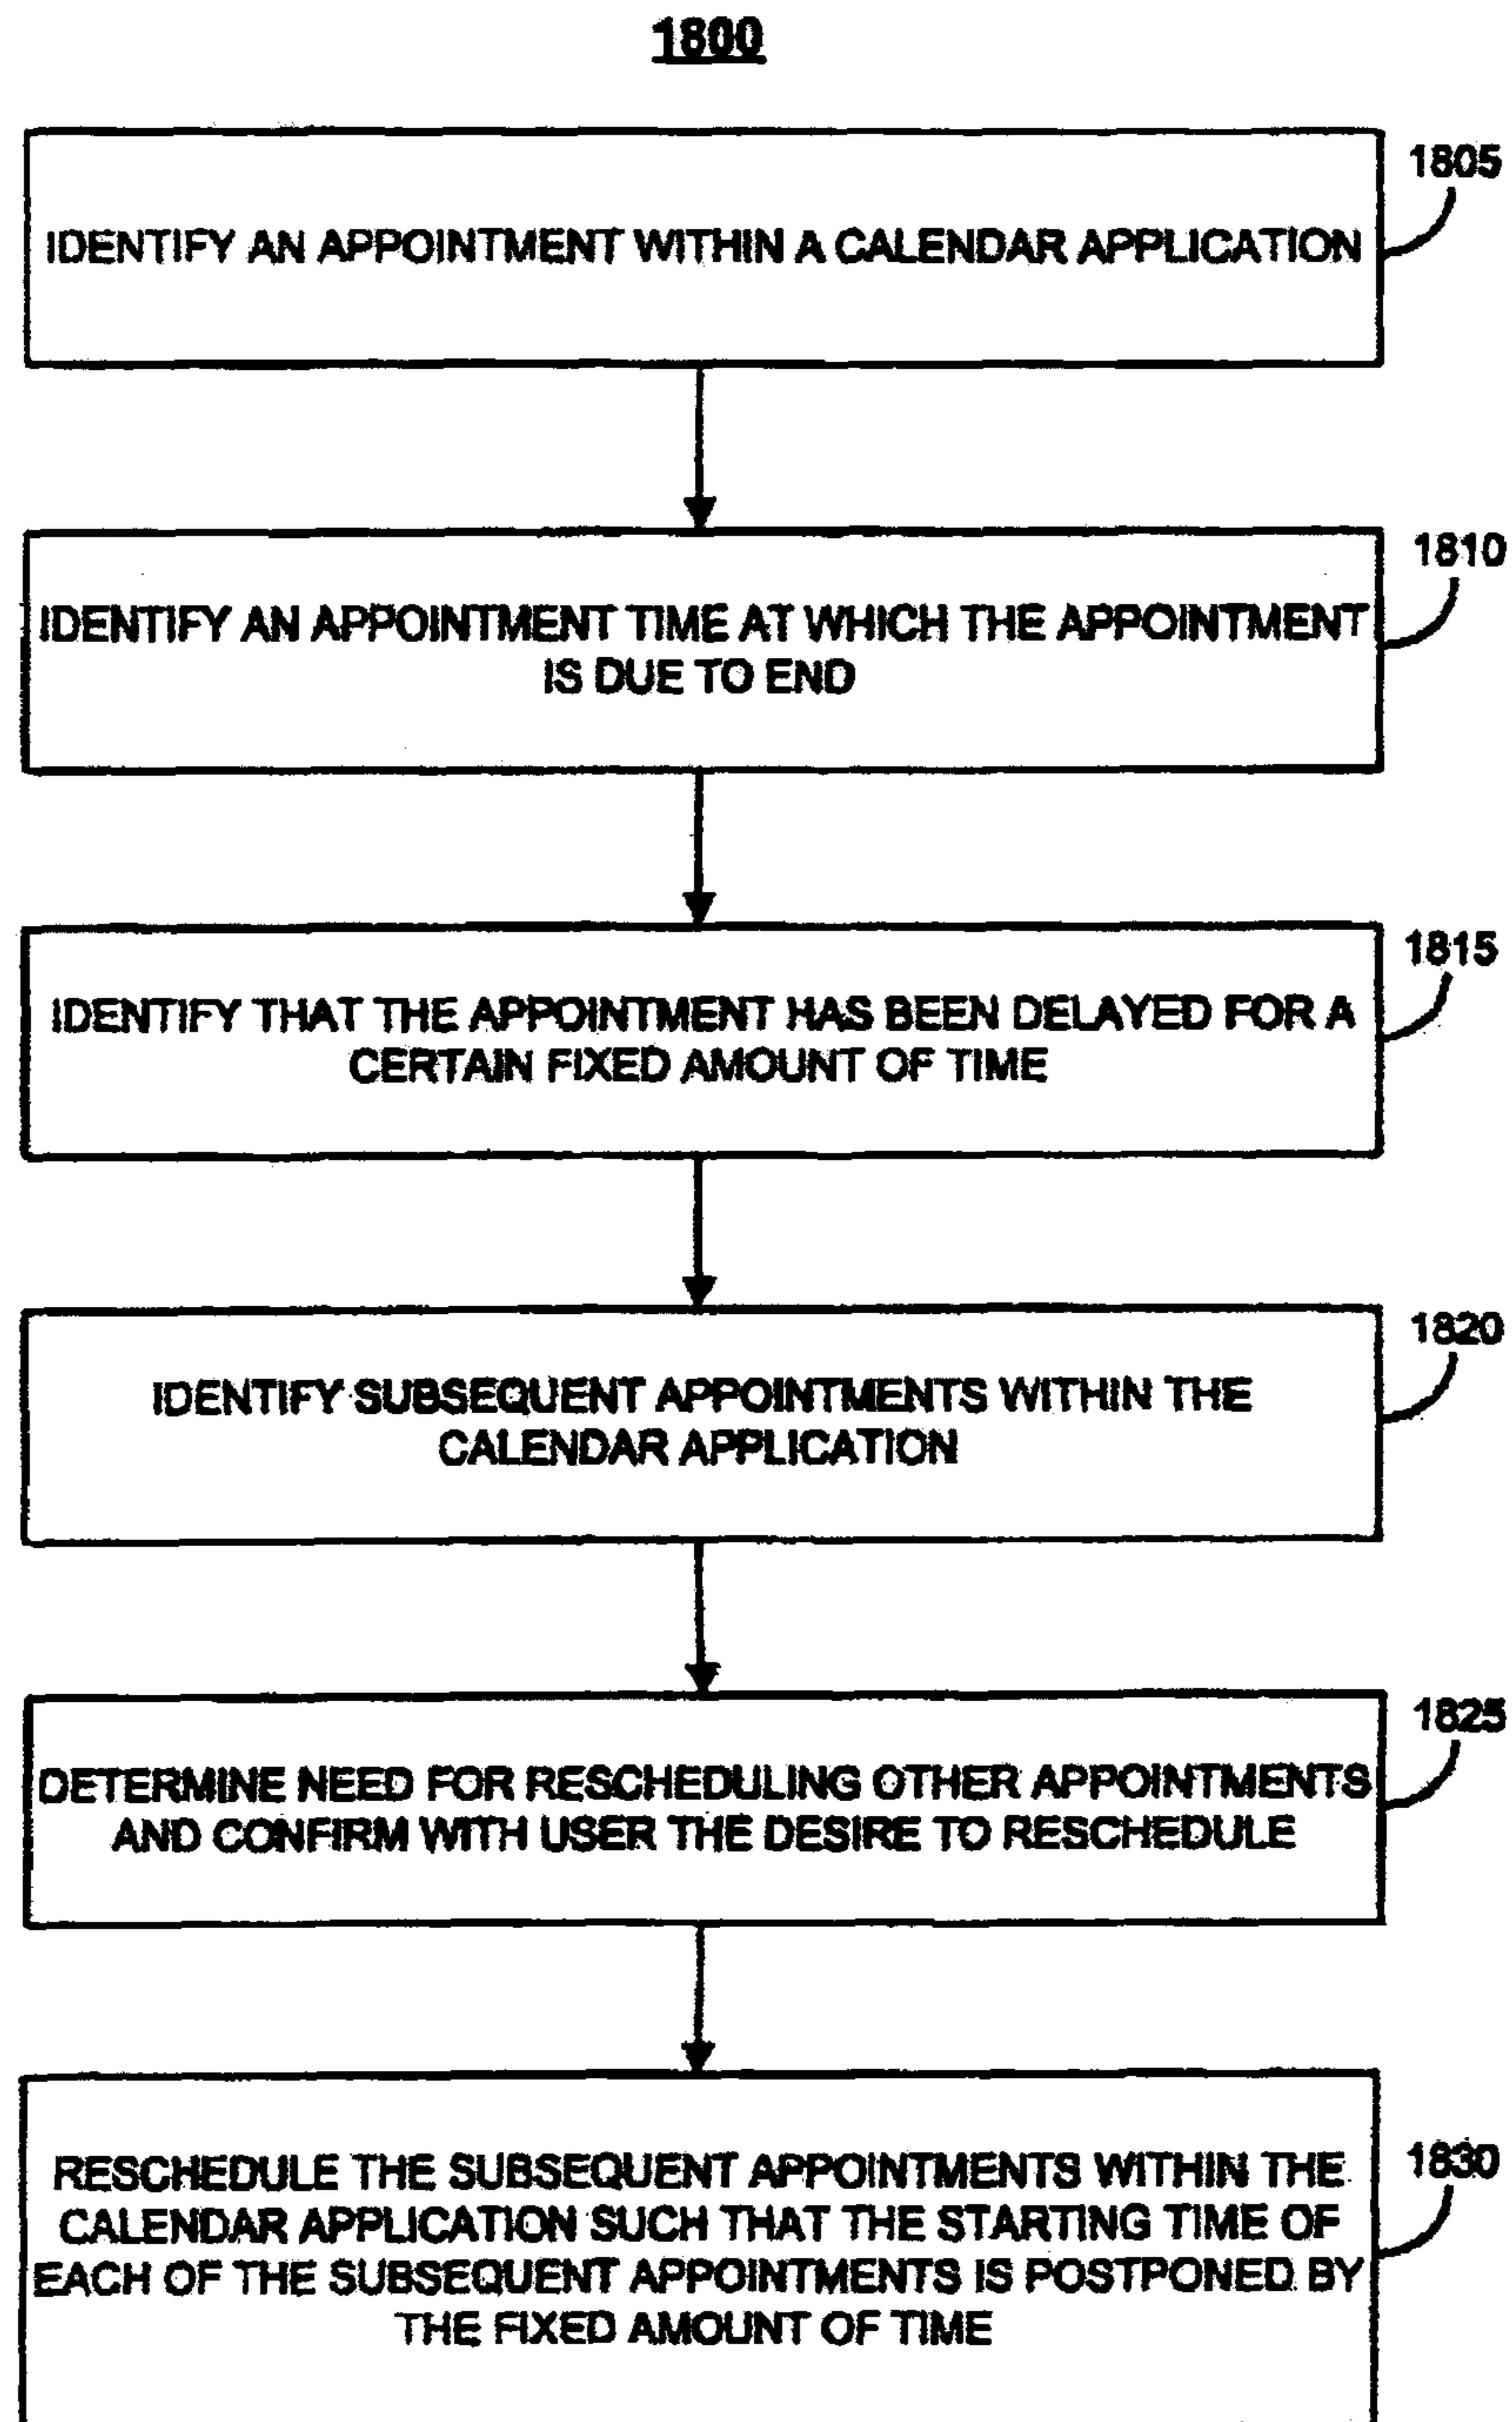 1800
1805
IDENTIFY AN APPOINTMENT WITHIN A CALENDAR APPLICATION
1810
IDENTIFY AN APPOINTMENT TIME AT WHICH THE APPOINTMENT
IS DUE TO END
1815
IDENTIFY THAT THE APPOINTMENT HAS BEEN DELAYED FOR A
CERTAIN FIXED AMOUNT OF TIME
1820
IDENTIFY SUBSEQUENT APPOINTMENTS WITHIN THE
CALENDAR APPLICATION
1825
DETERMINE NEED FOR RESCHEDULING OTHER APPOINTMENTS
AND CONFIRM WITH USER THE DESIRE TO RESCHEDULE
1830
RESCHEDULE THE SUBSEQUENT APPOINTMENTS WITHIN THE
CALENDAR APPLICATION SUCH THAT THE STARTING TIME OF
EACH OF THE SUBSEQUENT APPOINTMENTS IS POSTPONED BY
THE FIXED AMOUNT OF TIME